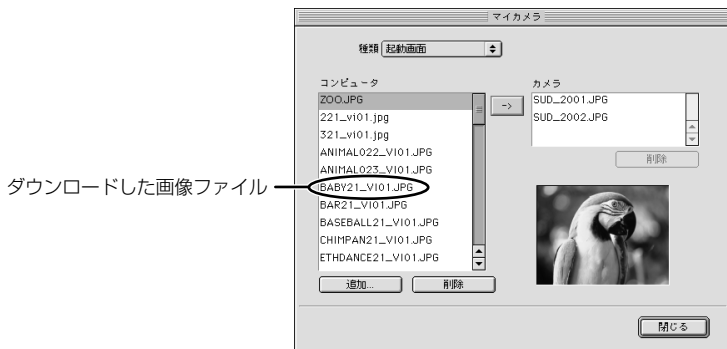 マイカメラ
種類 起動画面
コンピュータ
ZOO.JPG
221_vi01.jpg
321_vi01.jpg
ANIMAL022_VI01.JPG
ANIMAL023_VI01.JPG
BABY21_VI01.JPG
BAR21_VI01.JPG
BASEBALL21_VI01.JPG
CHIMPAN21_VI01.JPG
ETHDANCE21_VI01.JPG
追加... 削除
->
カメラ
SUD_2001.JPG
SUD_2002.JPG
削除
閉じる
ダウンロードした画像ファイル